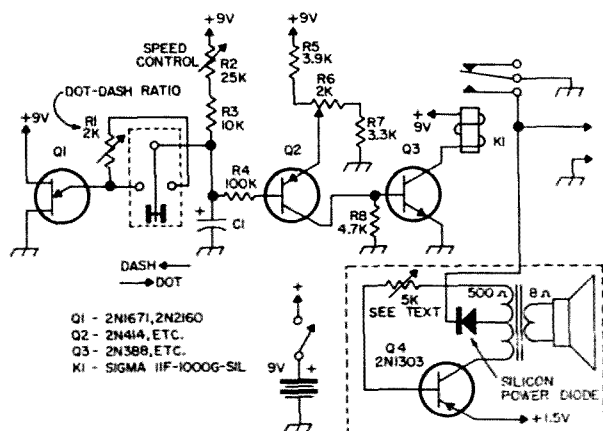 +9V
SPEED CONTROL
R2 25K
DOT-DASH RATIO
+9V
R1 2K
R3 10K
Q1
R4 100K
C1
+
+9V
R5 3.9K
R6 2K
R7 3.3K
Q2
Q3
+ 9V
K1
R8 4.7K
DASH
DOT
Q1 - 2N1671, 2N2160
Q2 - 2N414, ETC.
Q3 - 2N388, ETC.
K1 - SIGMA 11F-1000G-SIL
+
9V
+
500 Ω
8 Ω
5K
SEE TEXT
Q4
2N1303
SILICON
POWER DIODE
+1.5V